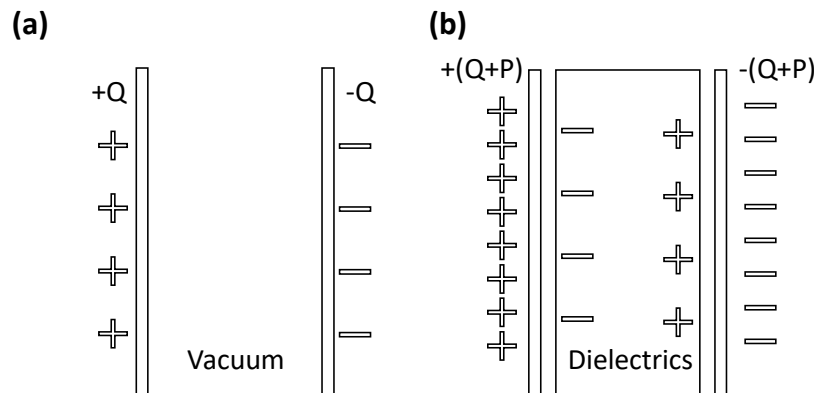 (a)
+Q
-Q
Vacuum
(b)
+(Q+P)
-(Q+P)
Dielectrics